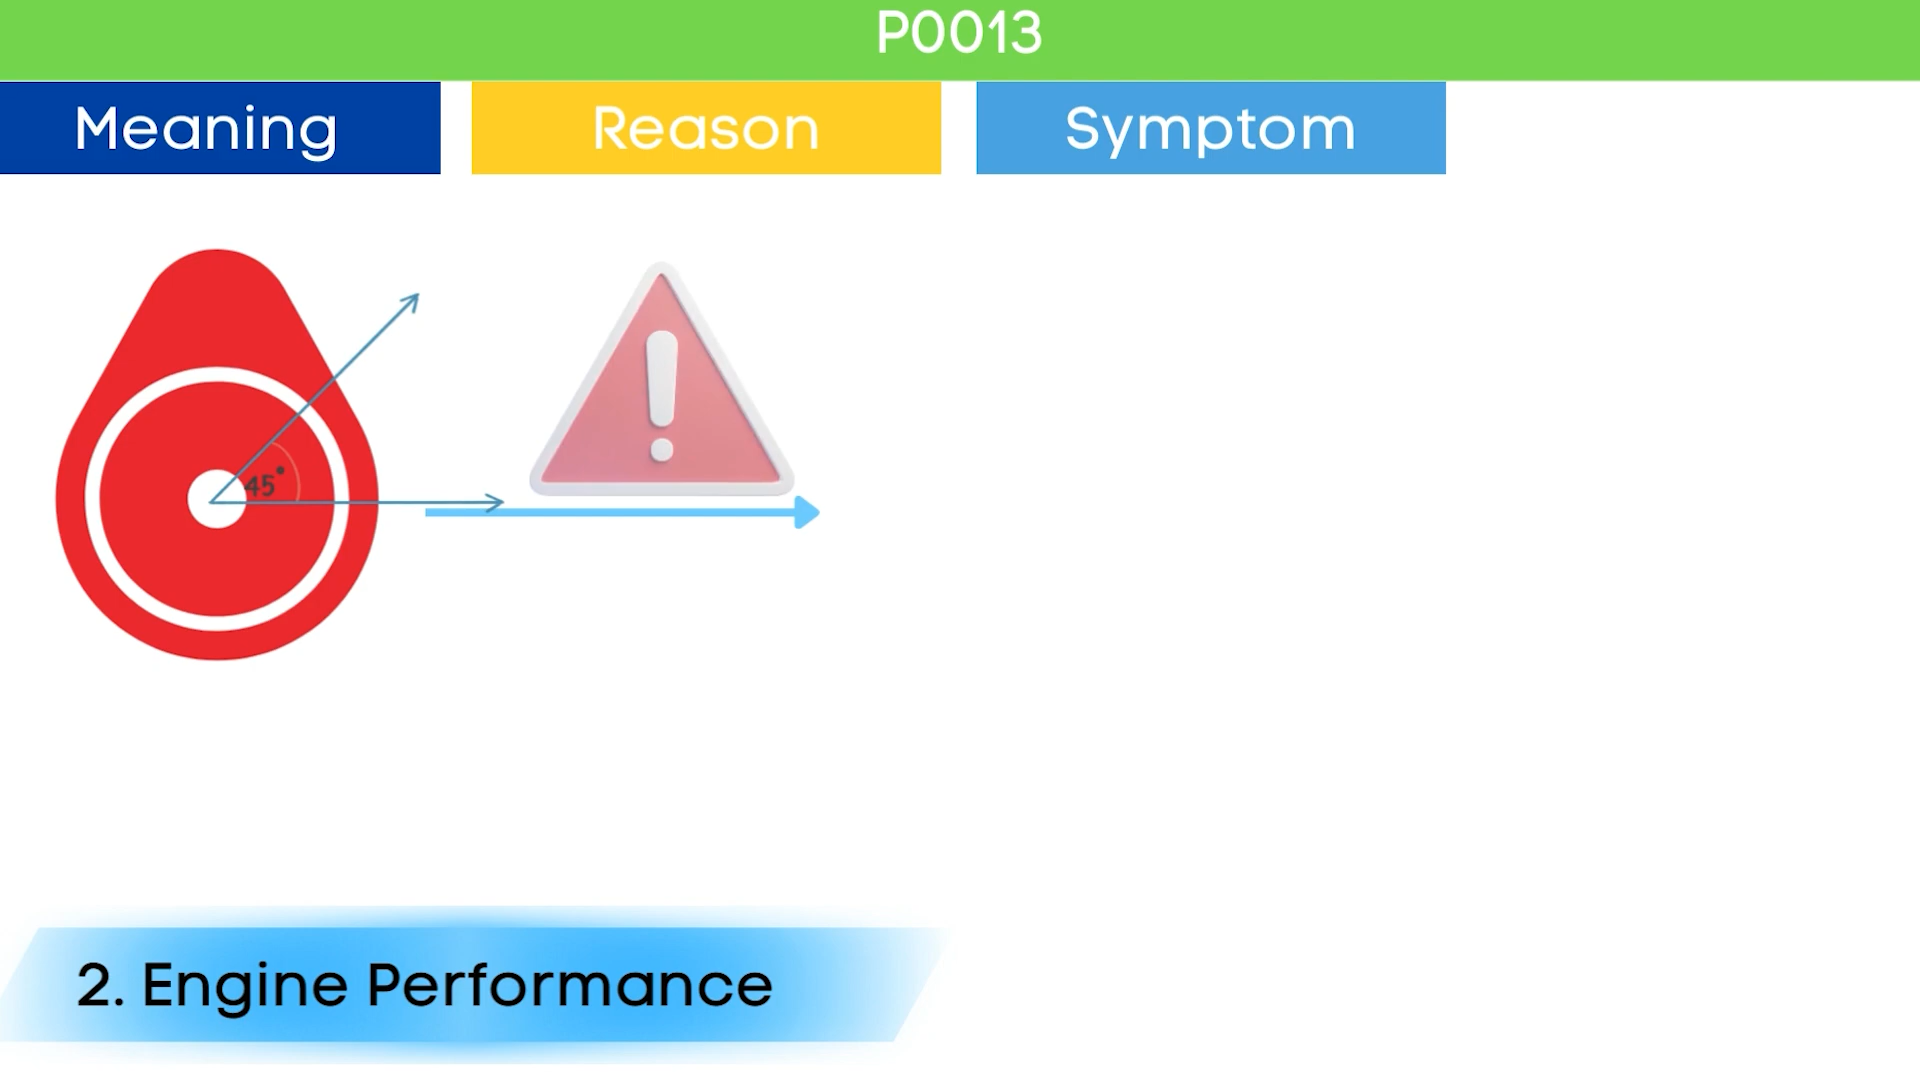 P0013
Meaning
Reason
Symptom
45°
2. Engine Performance